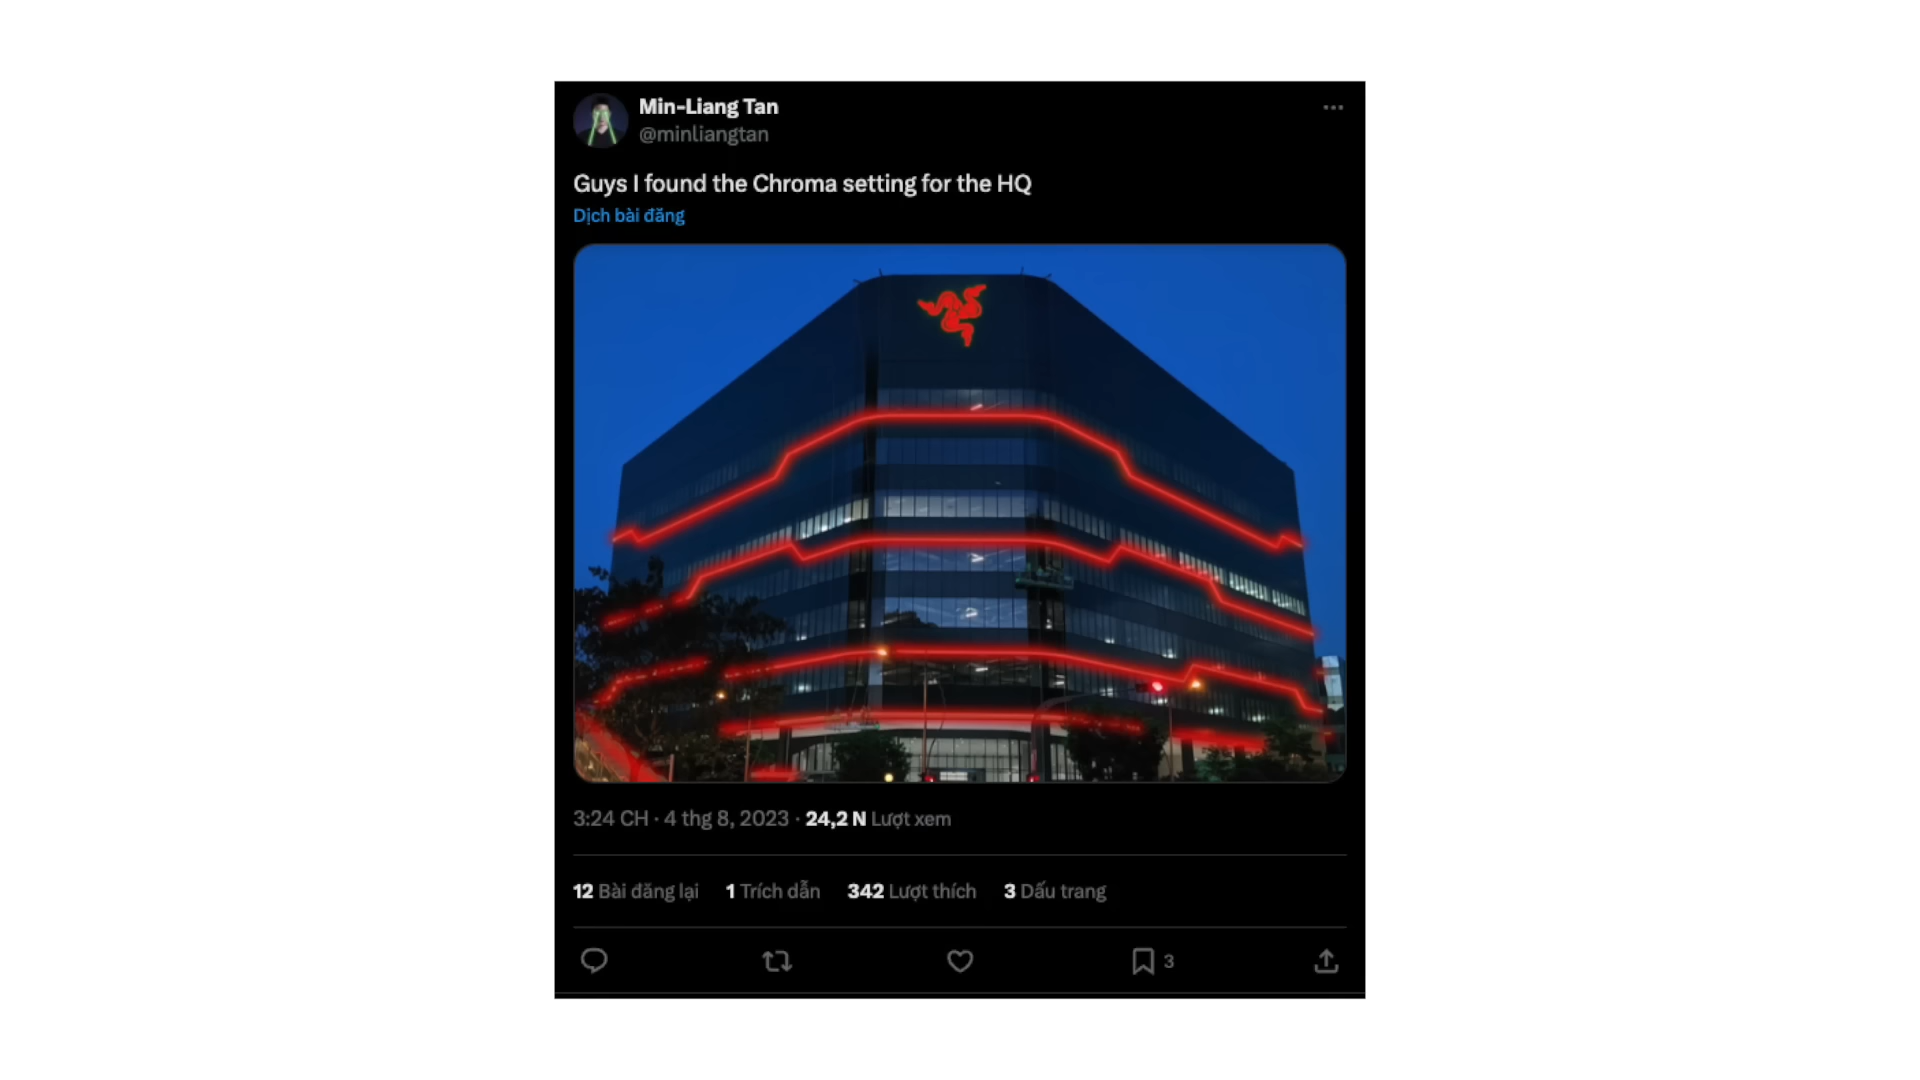 Min-Liang Tan
@minliangtan
Guys I found the Chroma setting for the HQ
Dịch bài đăng
3:24 CH · 4 thg 8, 2023 · 24,2 N Lượt xem
12 Bài đăng lại 1 Trích dẫn 342 Lượt thích 3 Dấu trang
3